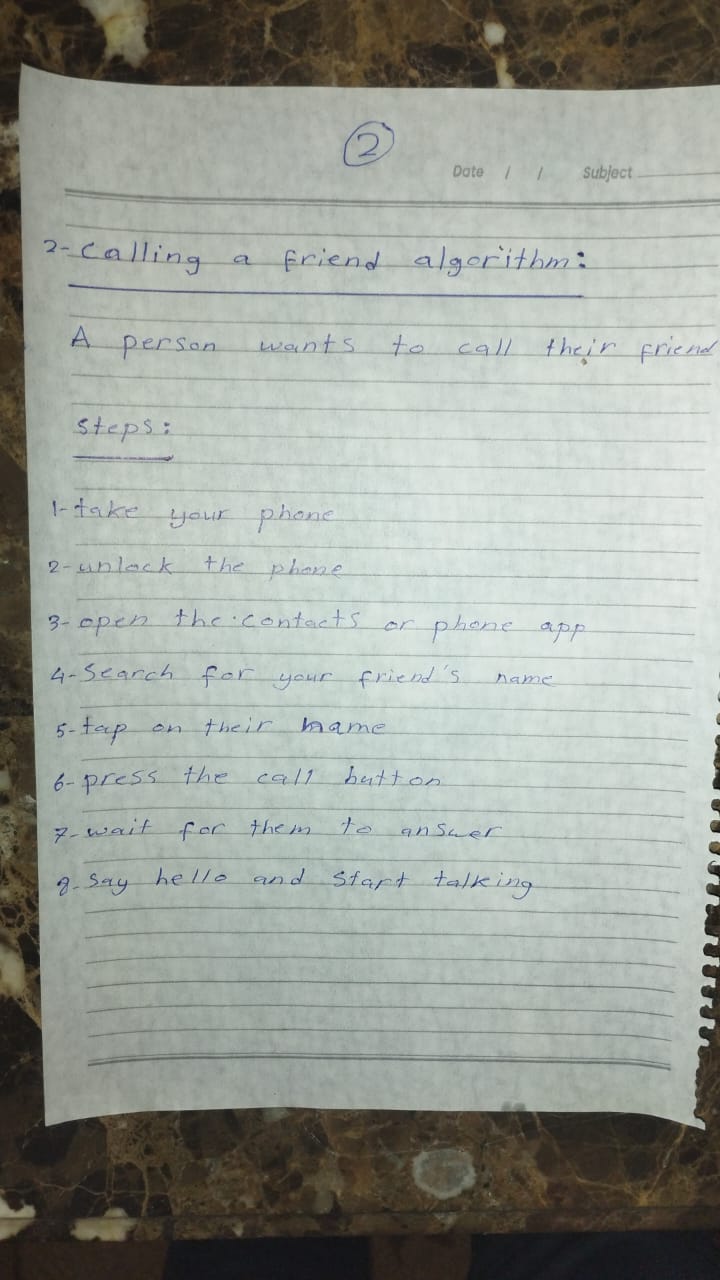 2
Date / / Subject
2- Calling a friend algorithm:
A person wants to call their friend
Steps:
1- take your phone
2- unlock the phone
3- open the contacts or phone app
4- Search for your friend's name
5- tap on their name
6- press the call button
7- wait for them to answer
8- Say hello and start talking